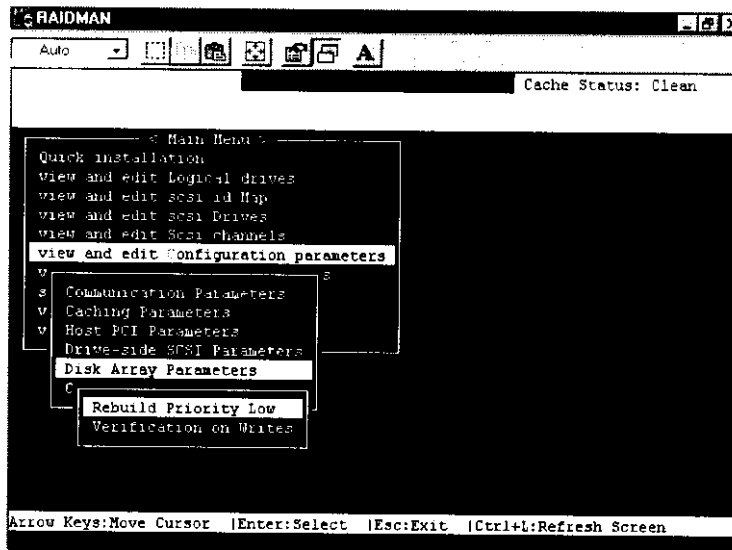 RAIDMAN
Auto
A
Cache Status: Clean
< Main Menu >
Quick installation
view and edit Logical drives
view and edit scsi id Map
view and edit scsi Drives
view and edit Scsi channels
view and edit Configuration parameters
v s
s Communication Parameters
v Caching Parameters
v Host PCI Parameters
Drive-side SCSI Parameters
Disk Array Parameters
C
Rebuild Priority Low
Verification on Writes
Arrow Keys:Move Cursor |Enter:Select |Esc:Exit |Ctrl+L:Refresh Screen